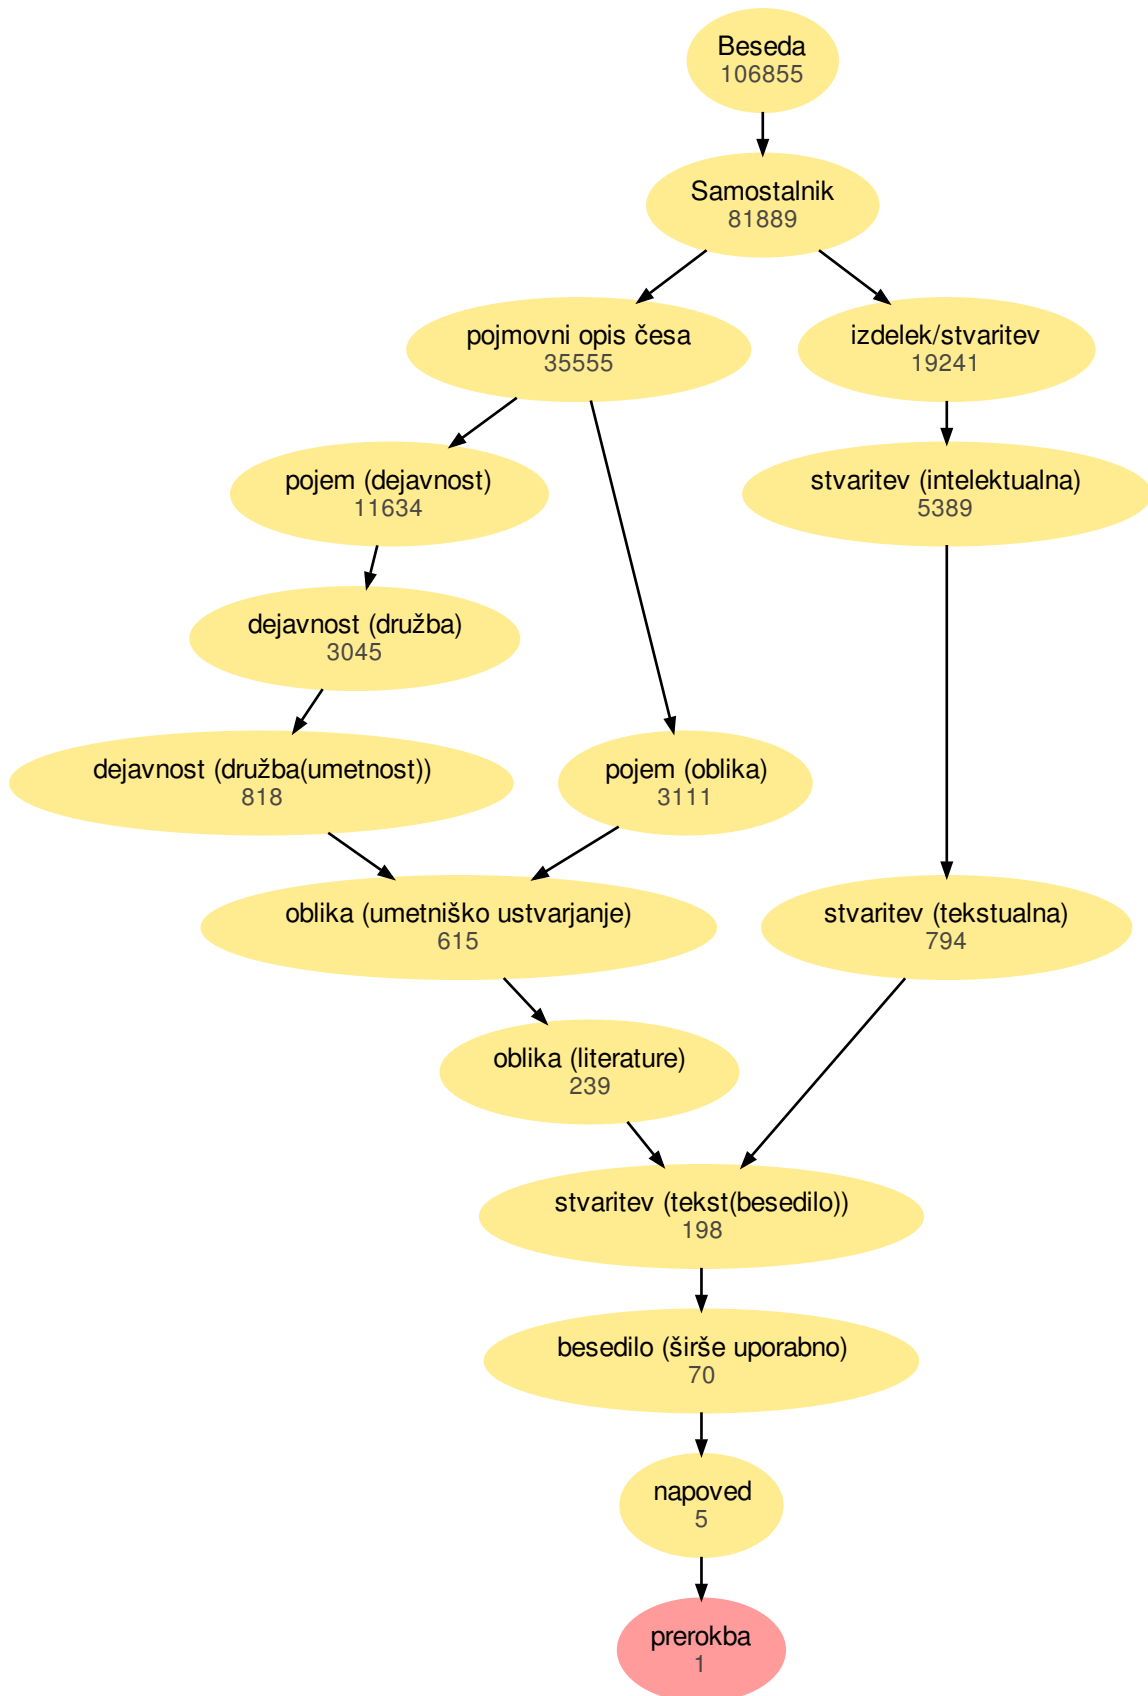 Beseda
106855
Samostalnik
81889
pojmovni opis česa
35555
izdelek/stvaritev
19241
pojem (dejavnost)
11634
stvaritev (intelektualna)
5389
dejavnost (družba)
3045
dejavnost (družba(umetnost))
818
pojem (oblika)
3111
oblika (umetniško ustvarjanje)
615
stvaritev (tekstualna)
794
oblika (literature)
239
stvaritev (tekst(besedilo))
198
besedilo (širše uporabno)
70
napoved
5
prerokba
1